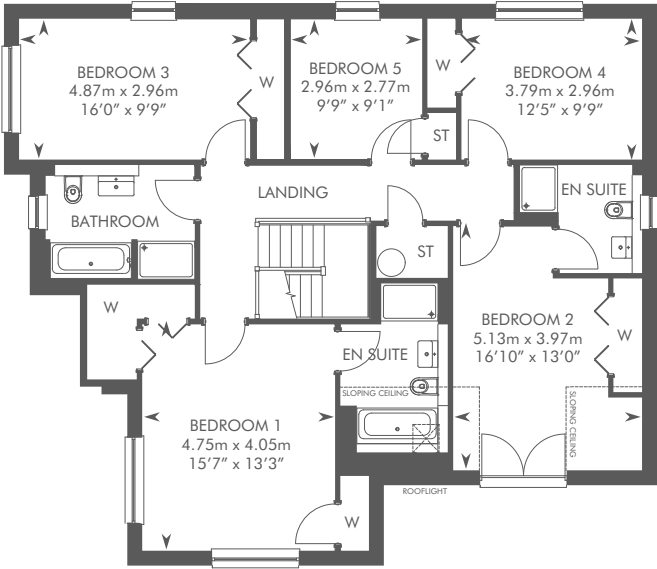 BEDROOM 3
4.87m x 2.96m
16'0" x 9'9"
W
BEDROOM 5
2.96m x 2.77m
9'9" x 9'1"
W
BEDROOM 4
3.79m x 2.96m
12'5" x 9'9"
ST
LANDING
EN SUITE
BATHROOM
ST
W
BEDROOM 2
5.13m x 3.97m
16'10" x 13'0"
W
EN SUITE
SLOPING CEILING
SLOPING CEILING
BEDROOM 1
4.75m x 4.05m
15'7" x 13'3"
ROOFLIGHT
W